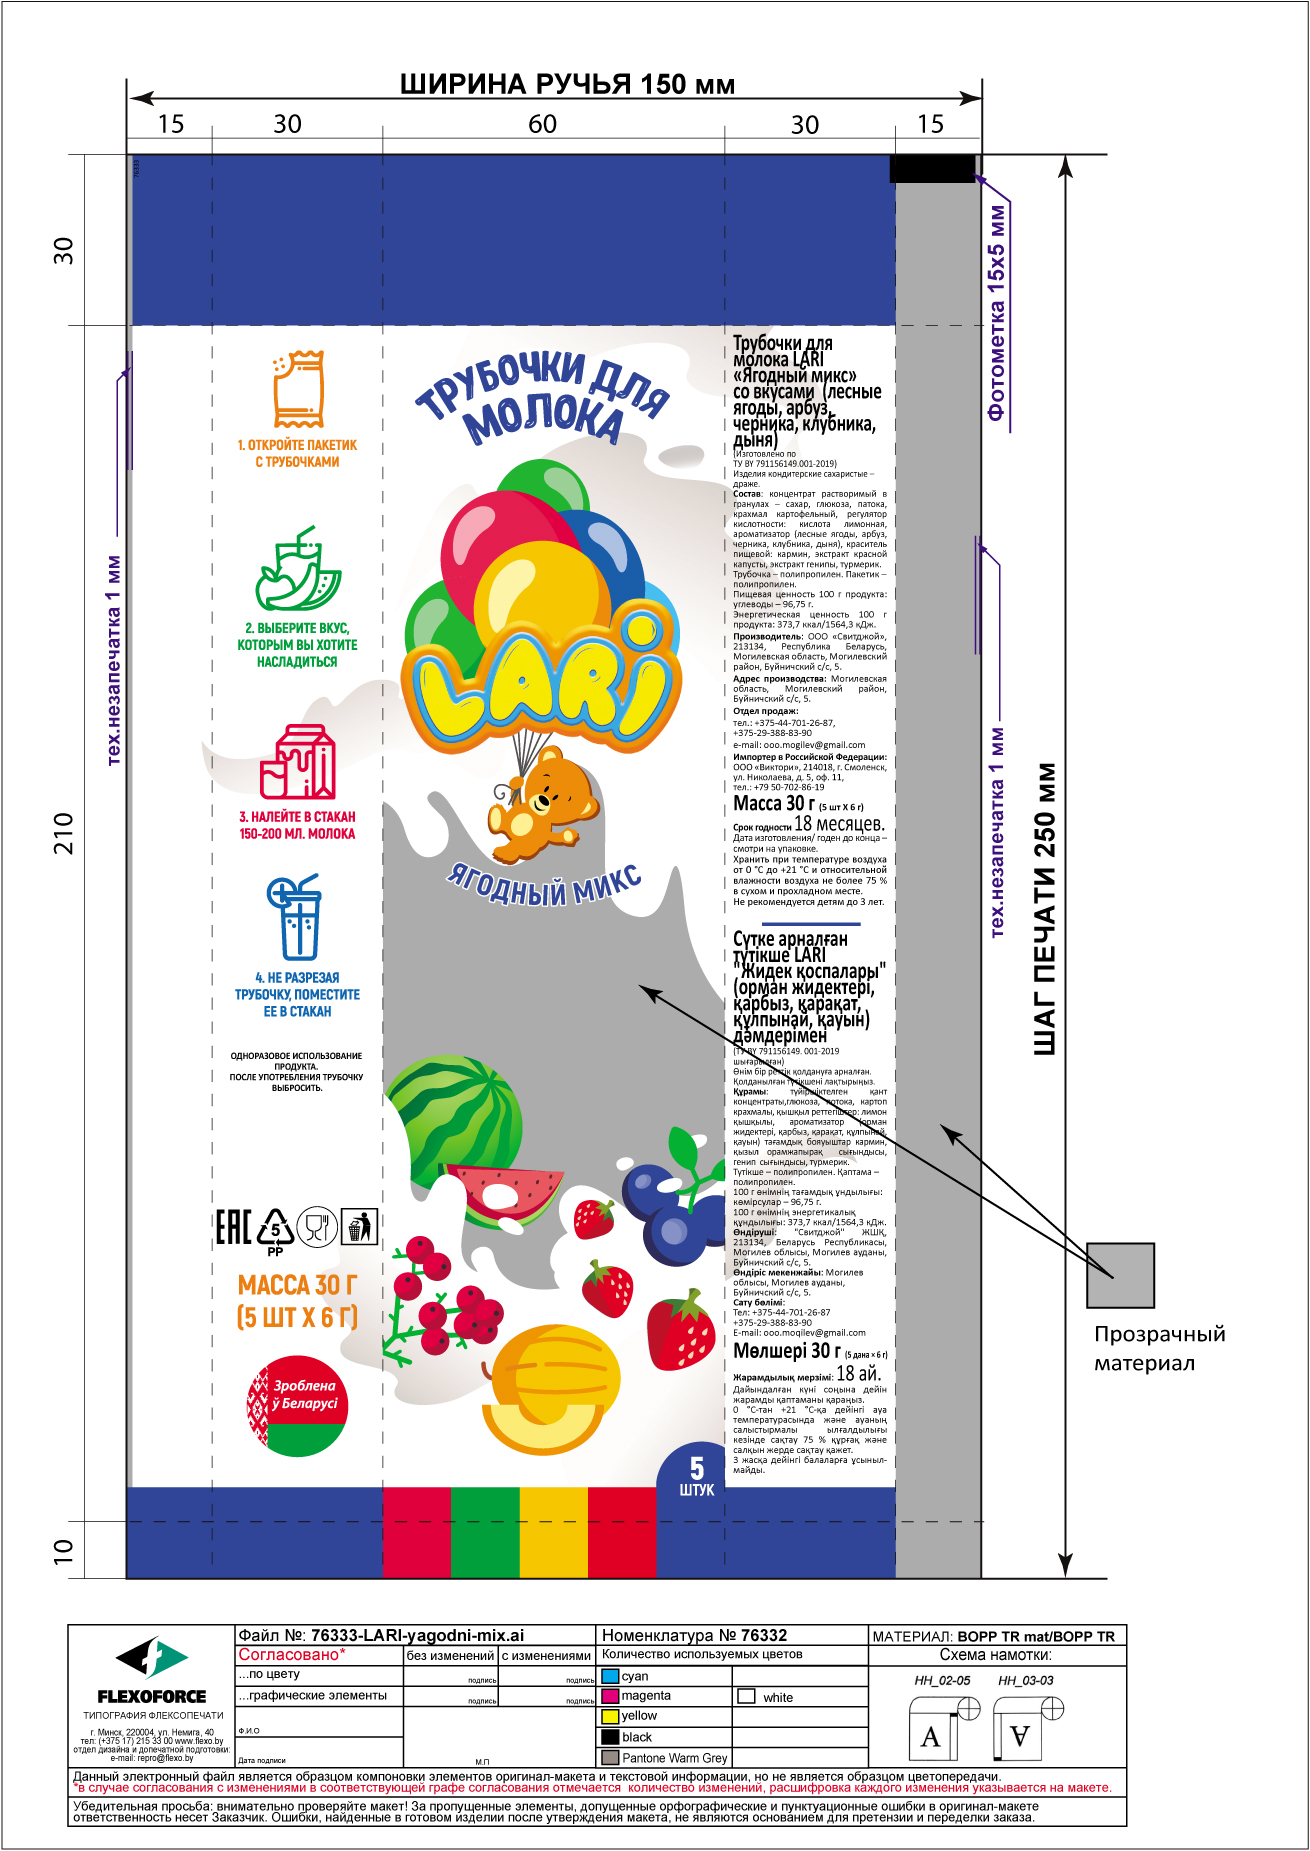 ШИРИНА РУЧЬЯ 150 мм
15
30
60
30
15
30
210
10
76333
Фотометка 15x5 мм
тех.незапечатка 1 мм
тех.незапечатка 1 мм
ШАГ ПЕЧАТИ 250 мм
1. ОТКРОЙТЕ ПАКЕТИК
С ТРУБОЧКАМИ
2. ВЫБЕРИТЕ ВКУС,
КОТОРЫМ ВЫ ХОТИТЕ
НАСЛАДИТЬСЯ
3. НАЛЕЙТЕ В СТАКАН
150-200 МЛ. МОЛОКА
4. НЕ РАЗРЕЗАЯ
ТРУБОЧКУ, ПОМЕСТИТЕ
ЕЕ В СТАКАН
ОДНОРАЗОВОЕ ИСПОЛЬЗОВАНИЕ
ПРОДУКТА.
ПОСЛЕ УПОТРЕБЛЕНИЯ ТРУБОЧКУ
ВЫБРОСИТЬ.
EAC
5
PP
МАССА 30 Г
(5 ШТ X 6 Г)
Зроблена
ў Беларусі
ТРУБОЧКИ ДЛЯ
МОЛОКА
LARI
ЯГОДНЫЙ МИКС
5
ШТУК
Трубочки для
молока LARI
«Ягодный микс»
со вкусами (лесные
ягоды, арбуз,
черника, клубника,
дыня)
(Изготовлено по
ТУ BY 791156149.001-2019)
Изделия кондитерские сахаристые –
драже.
Состав: концентрат растворимый в
гранулах – сахар, глюкоза, патока,
крахмал картофельный, регулятор
кислотности: кислота лимонная,
ароматизатор (лесные ягоды, арбуз,
черника, клубника, дыня), краситель
пищевой: кармин, экстракт красной
капусты, экстракт генипы, турмерик.
Трубочка – полипропилен. Пакетик –
полипропилен.
Пищевая ценность 100 г продукта:
углеводы – 96,75 г.
Энергетическая ценность 100 г
продукта: 373,7 ккал/1564,3 кДж.
Производитель: ООО «Свитджой»,
213134, Республика Беларусь,
Могилевская область, Могилевский
район, Буйничский с/с, 5.
Адрес производства: Могилевская
область, Могилевский район,
Буйничский с/с, 5.
Отдел продаж:
тел.: +375-44-701-26-87,
+375-29-388-83-90
e-mail: ooo.mogilev@gmail.com
Импортер в Российской Федерации:
ООО «Виктори», 214018, г. Смоленск,
ул. Николаева, д. 5, оф. 11,
тел.: +79 50-702-86-19
Масса 30 г (5 шт X 6 г)
Срок годности 18 месяцев.
Дата изготовления/ годен до конца –
смотри на упаковке.
Хранить при температуре воздуха
от 0 °С до +21 °С и относительной
влажности воздуха не более 75 %
в сухом и прохладном месте.
Не рекомендуется детям до 3 лет.
Сүтке арналған
түтікше LARI
"Жидек қоспалары"
(орман жидектері,
қарбыз, қарақат,
құлпынай, қауын)
дәмдерімен
(ТУ BY 791156149. 001-2019
шығарылған)
Өнім бір реттік қолдануға арналған.
Қолданылған түтікшені лақтырыңыз.
Құрамы: түйіршіктелген қант
концентраты,глюкоза, потока, картоп
крахмалы, қышқыл реттегіштер: лимон
қышқылы, ароматизатор (орман
жидектері, қарбыз, қарақат, құлпынай,
қауын) тағамдық бояуыштар кармин,
қызыл орамжапырақ сығындысы,
генип сығындысы, турмерик.
Түтікше – полипропилен. Қаптама –
полипропилен.
100 г өнімнің тағамдық ұндылығы:
көмірсулар – 96,75 г.
100 г өнімнің энергетикалық
құндылығы: 373,7 ккал/1564,3 кДж.
Өндіруші: "Свитджой" ЖШҚ,
213134, Беларусь Республикасы,
Могилев облысы, Могилев ауданы,
Буйничский с/с, 5.
Өндіріс мекенжайы: Могилев
облысы, Могилев ауданы,
Буйничский с/с, 5.
Сату бөлімі:
Тел: +375-44-701-26-87
+375-29-388-83-90
E-mail: ooo.moqilev@gmail.com
Мөлшері 30 г (5 дана × 6 г)
Жарамдылық мерзімі: 18 ай.
Дайындалған күні соңына дейін
жарамды қаптаманы қараңыз.
0 °С-тан +21 °С-қа дейінгі ауа
температурасында және ауаның
салыстырмалы ылғалдылығы
кезінде сақтау 75 % құрғақ және
салқын жерде сақтау қажет.
3 жасқа дейінгі балаларға ұсыныл-
майды.
Прозрачный
материал
FLEXOFORCE
ТИПОГРАФИЯ ФЛЕКСОПЕЧАТИ
г. Минск, 220004, ул. Немига, 40
тел: (+375 17) 215 33 00 www.flexo.by
отдел дизайна и допечатной подготовки:
e-mail: repro@flexo.by
Файл №: 76333-LARI-yagodni-mix.ai
Согласовано*
без изменений
с изменениями
...по цвету
подпись
подпись
...графические элементы
подпись
подпись
Ф.И.О
Дата подписи
М.П
Номенклатура № 76332
Количество используемых цветов
cyan
magenta
white
yellow
black
Pantone Warm Grey
МАТЕРИАЛ: BOPP TR mat/BOPP TR
Схема намотки:
HH_02-05
HH_03-03
A
A
Данный электронный файл является образцом компоновки элементов оригинал-макета и текстовой информации, но не является образцом цветопередачи.
*в случае согласования с изменениями в соответствующей графе согласования отмечается количество изменений, расшифровка каждого изменения указывается на макете.
Убедительная просьба: внимательно проверяйте макет! За пропущенные элементы, допущенные орфографические и пунктуационные ошибки в оригинал-макете
ответственность несет Заказчик. Ошибки, найденные в готовом изделии после утверждения макета, не являются основанием для претензии и переделки заказа.